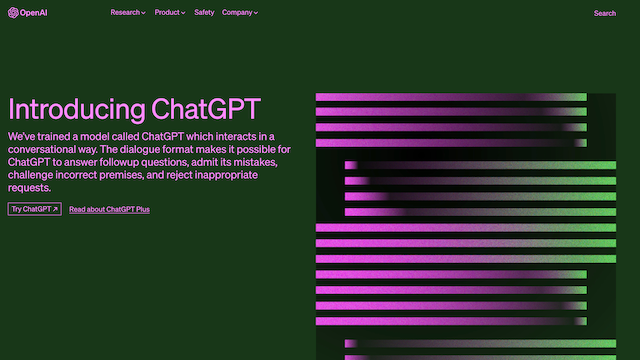 OpenAI
Research Product Safety Company
Search
Introducing ChatGPT
We've trained a model called ChatGPT which interacts in a
conversational way. The dialogue format makes it possible for
ChatGPT to answer followup questions, admit its mistakes,
challenge incorrect premises, and reject inappropriate
requests.
Try ChatGPT ↗ Read about ChatGPT Plus